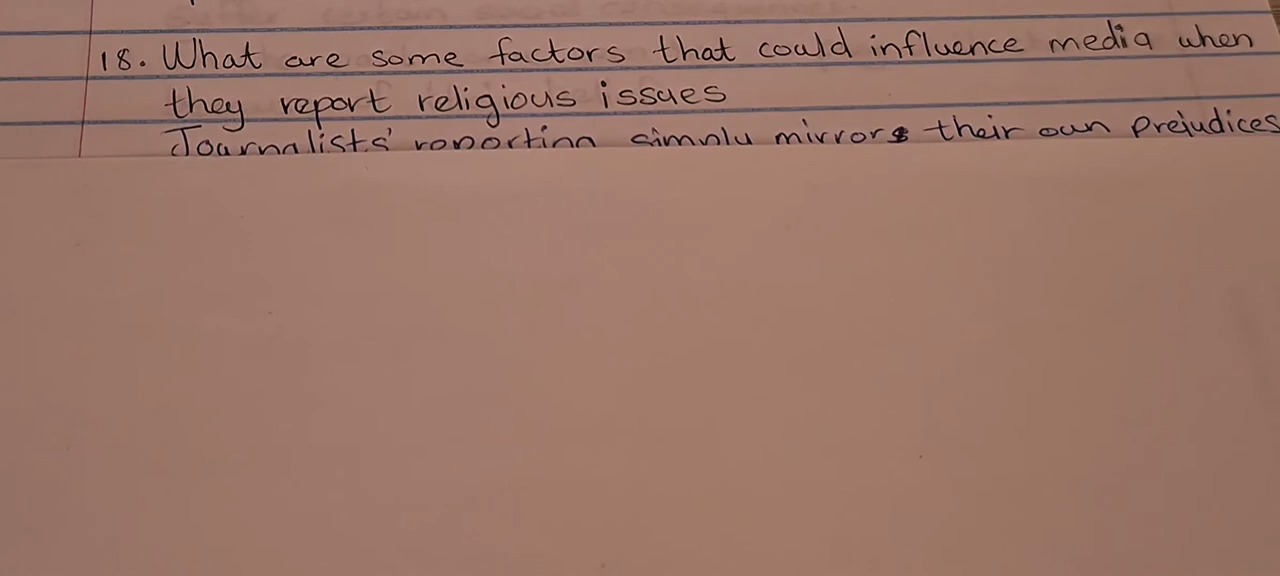 18. What are some factors that could influence media when
they report religious issues
Journalists' reporting simply mirrors their own prejudices